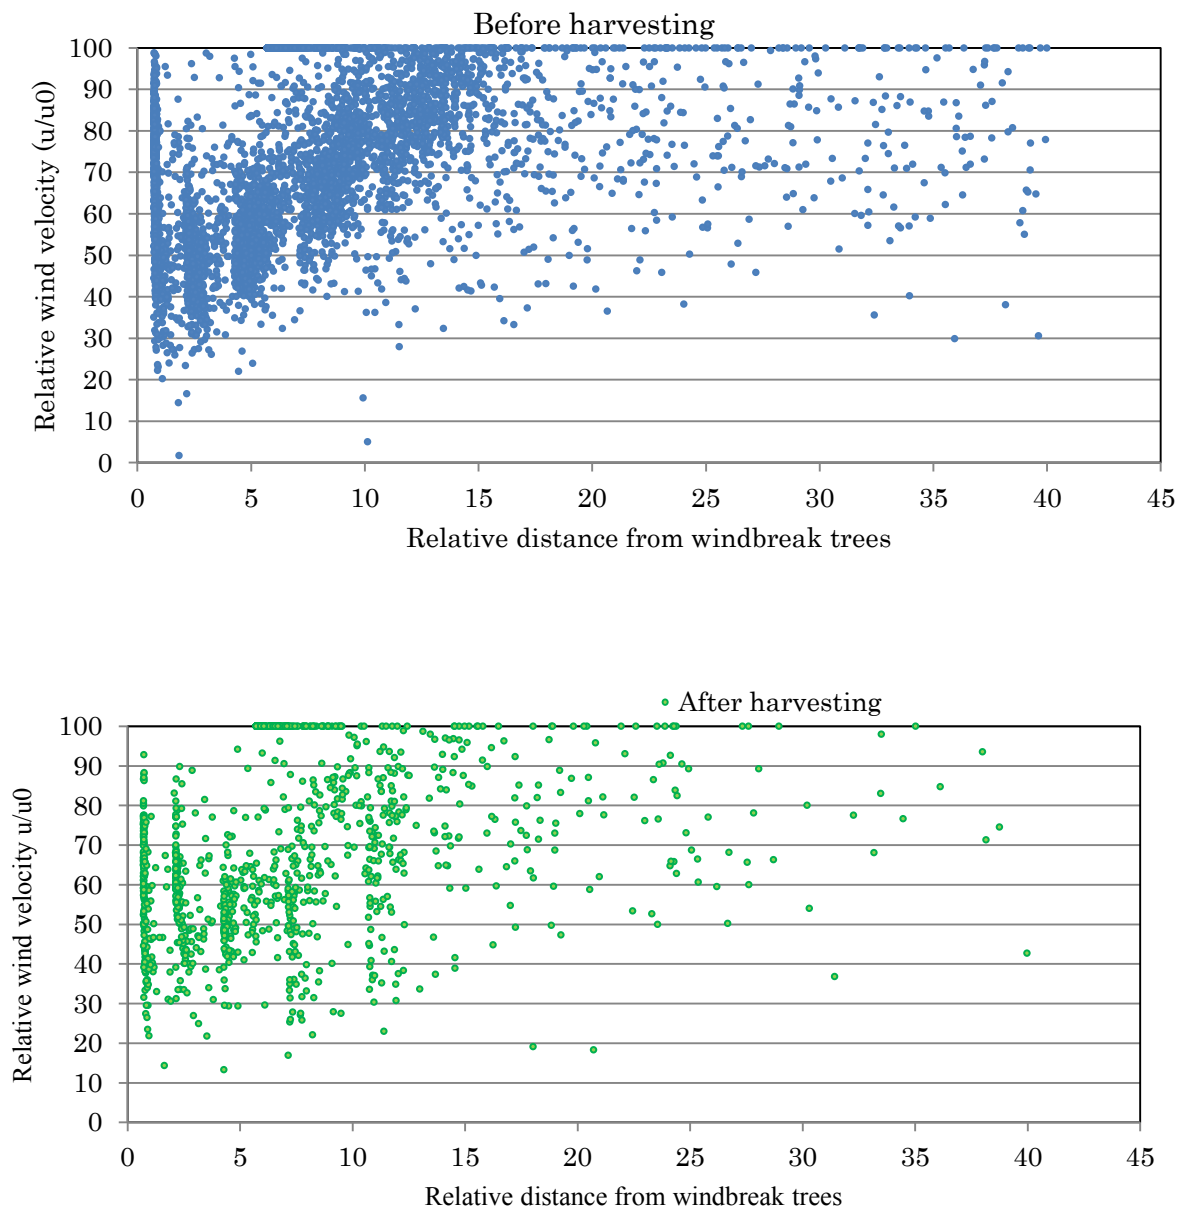 Before harvesting
100
90
80
70
60
50
40
30
20
10
0
Relative wind velocity (u/u0)
0 5 10 15 20 25 30 35 40 45
Relative distance from windbreak trees
After harvesting
100
90
80
70
60
50
40
30
20
10
0
Relative wind velocity u/u0
0 5 10 15 20 25 30 35 40 45
Relative distance from windbreak trees